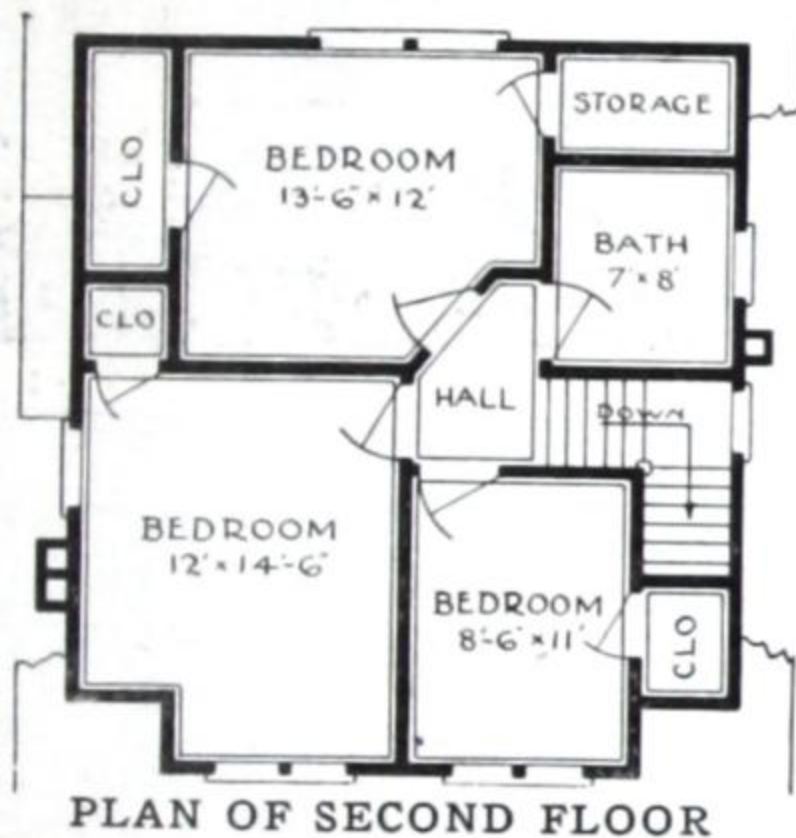 CLO
BEDROOM
13'-6" x 12'
STORAGE
BATH
7' x 8'
CLO
HALL
DOWN
BEDROOM
12' x 14'-6"
BEDROOM
8'-6" x 11'
CLO
PLAN OF SECOND FLOOR